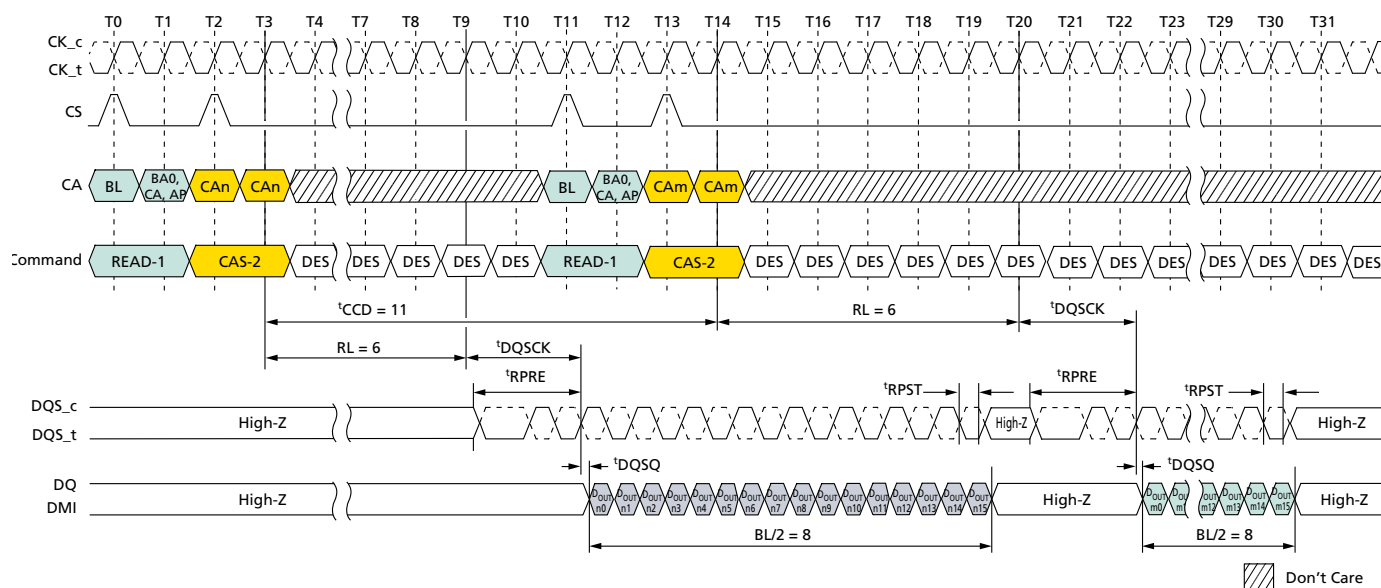 T0 T1 T2 T3 T4 T7 T8 T9 T10 T11 T12 T13 T14 T15 T16 T17 T18 T19 T20 T21 T22 T23 T29 T30 T31
CK_c
CK_t
CS
CA BL BA0, CA, AP CAn CAn BL BA0, CA, AP CAm CAm
Command READ-1 CAS-2 DES DES DES DES DES READ-1 CAS-2 DES DES DES DES DES DES DES DES DES DES DES DES DES
tCCD = 11 RL = 6 tDQSCK
RL = 6 tDQSCK
tRPRE tRPST tRPRE tRPST
DQS_c
DQS_t High-Z High-Z High-Z
tDQSQ tDQSQ
DQ
DMI High-Z DOUT n0 DOUT n1 DOUT n2 DOUT n3 DOUT n4 DOUT n5 DOUT n6 DOUT n7 DOUT n8 DOUT n9 DOUT n10 DOUT n11 DOUT n12 DOUT n13 DOUT n14 DOUT n15 High-Z DOUT m0 DOUT m12 DOUT m13 DOUT m14 DOUT m15 High-Z
BL/2 = 8 BL/2 = 8
Don't Care